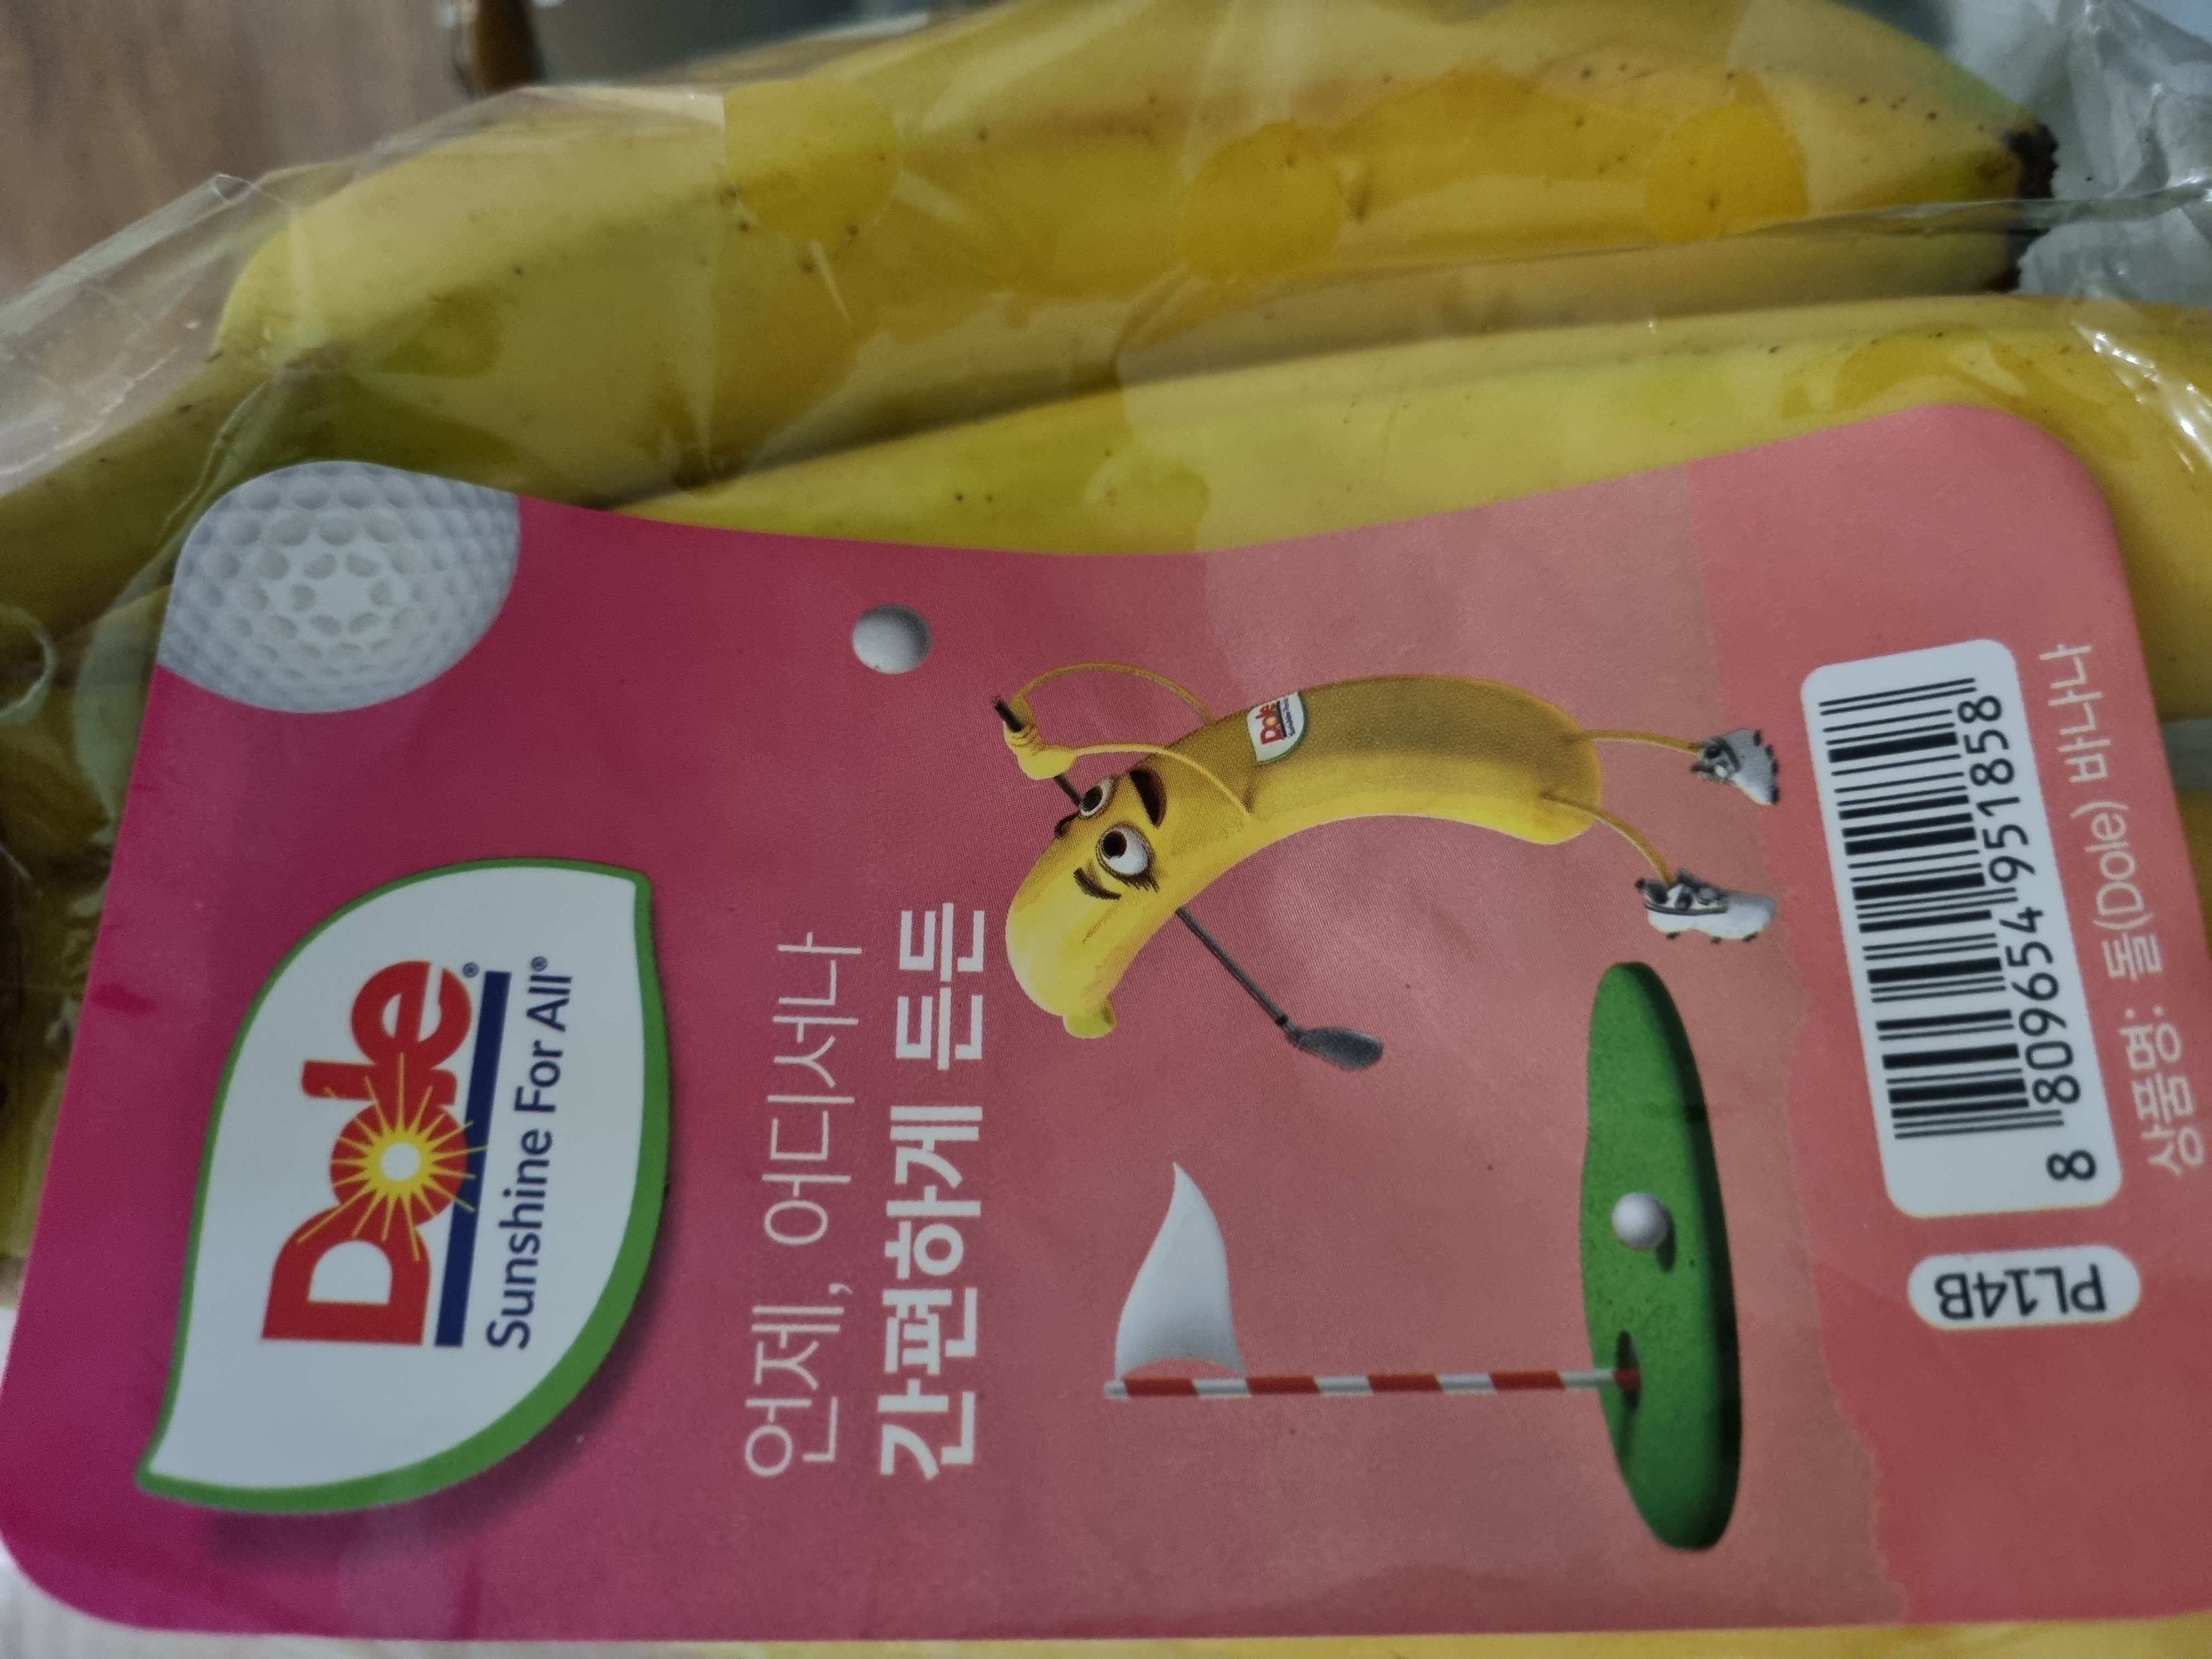 Dole®
Sunshine For All®
언제, 어디서나
간편하게 든든
Dole
PL14B
8 809654 951858
상품명: 돌(Dole) 바나나